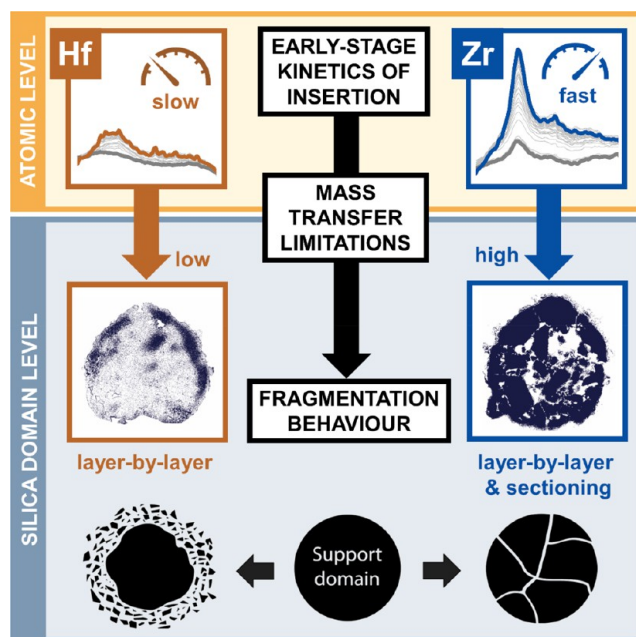 ATOMIC LEVEL
Hf
slow
EARLY-STAGE
KINETICS OF
INSERTION
Zr
fast
MASS
TRANSFER
LIMITATIONS
low
high
SILICA DOMAIN LEVEL
FRAGMENTATION
BEHAVIOUR
layer-by-layer
layer-by-layer
& sectioning
Support
domain